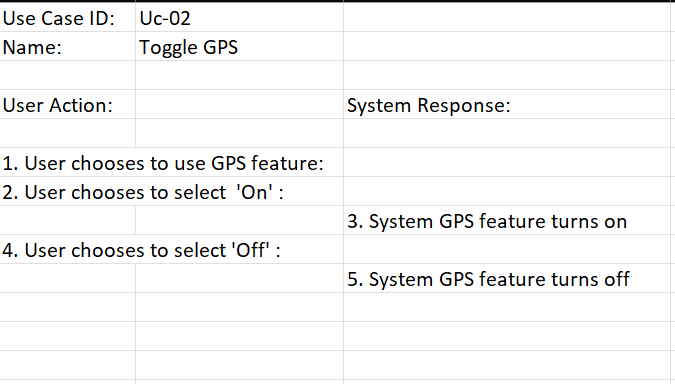 Use Case ID: Uc-02
Name: Toggle GPS
User Action: System Response:
1. User chooses to use GPS feature:
2. User chooses to select  'On' :
3. System GPS feature turns on
4. User chooses to select 'Off' :
5. System GPS feature turns off